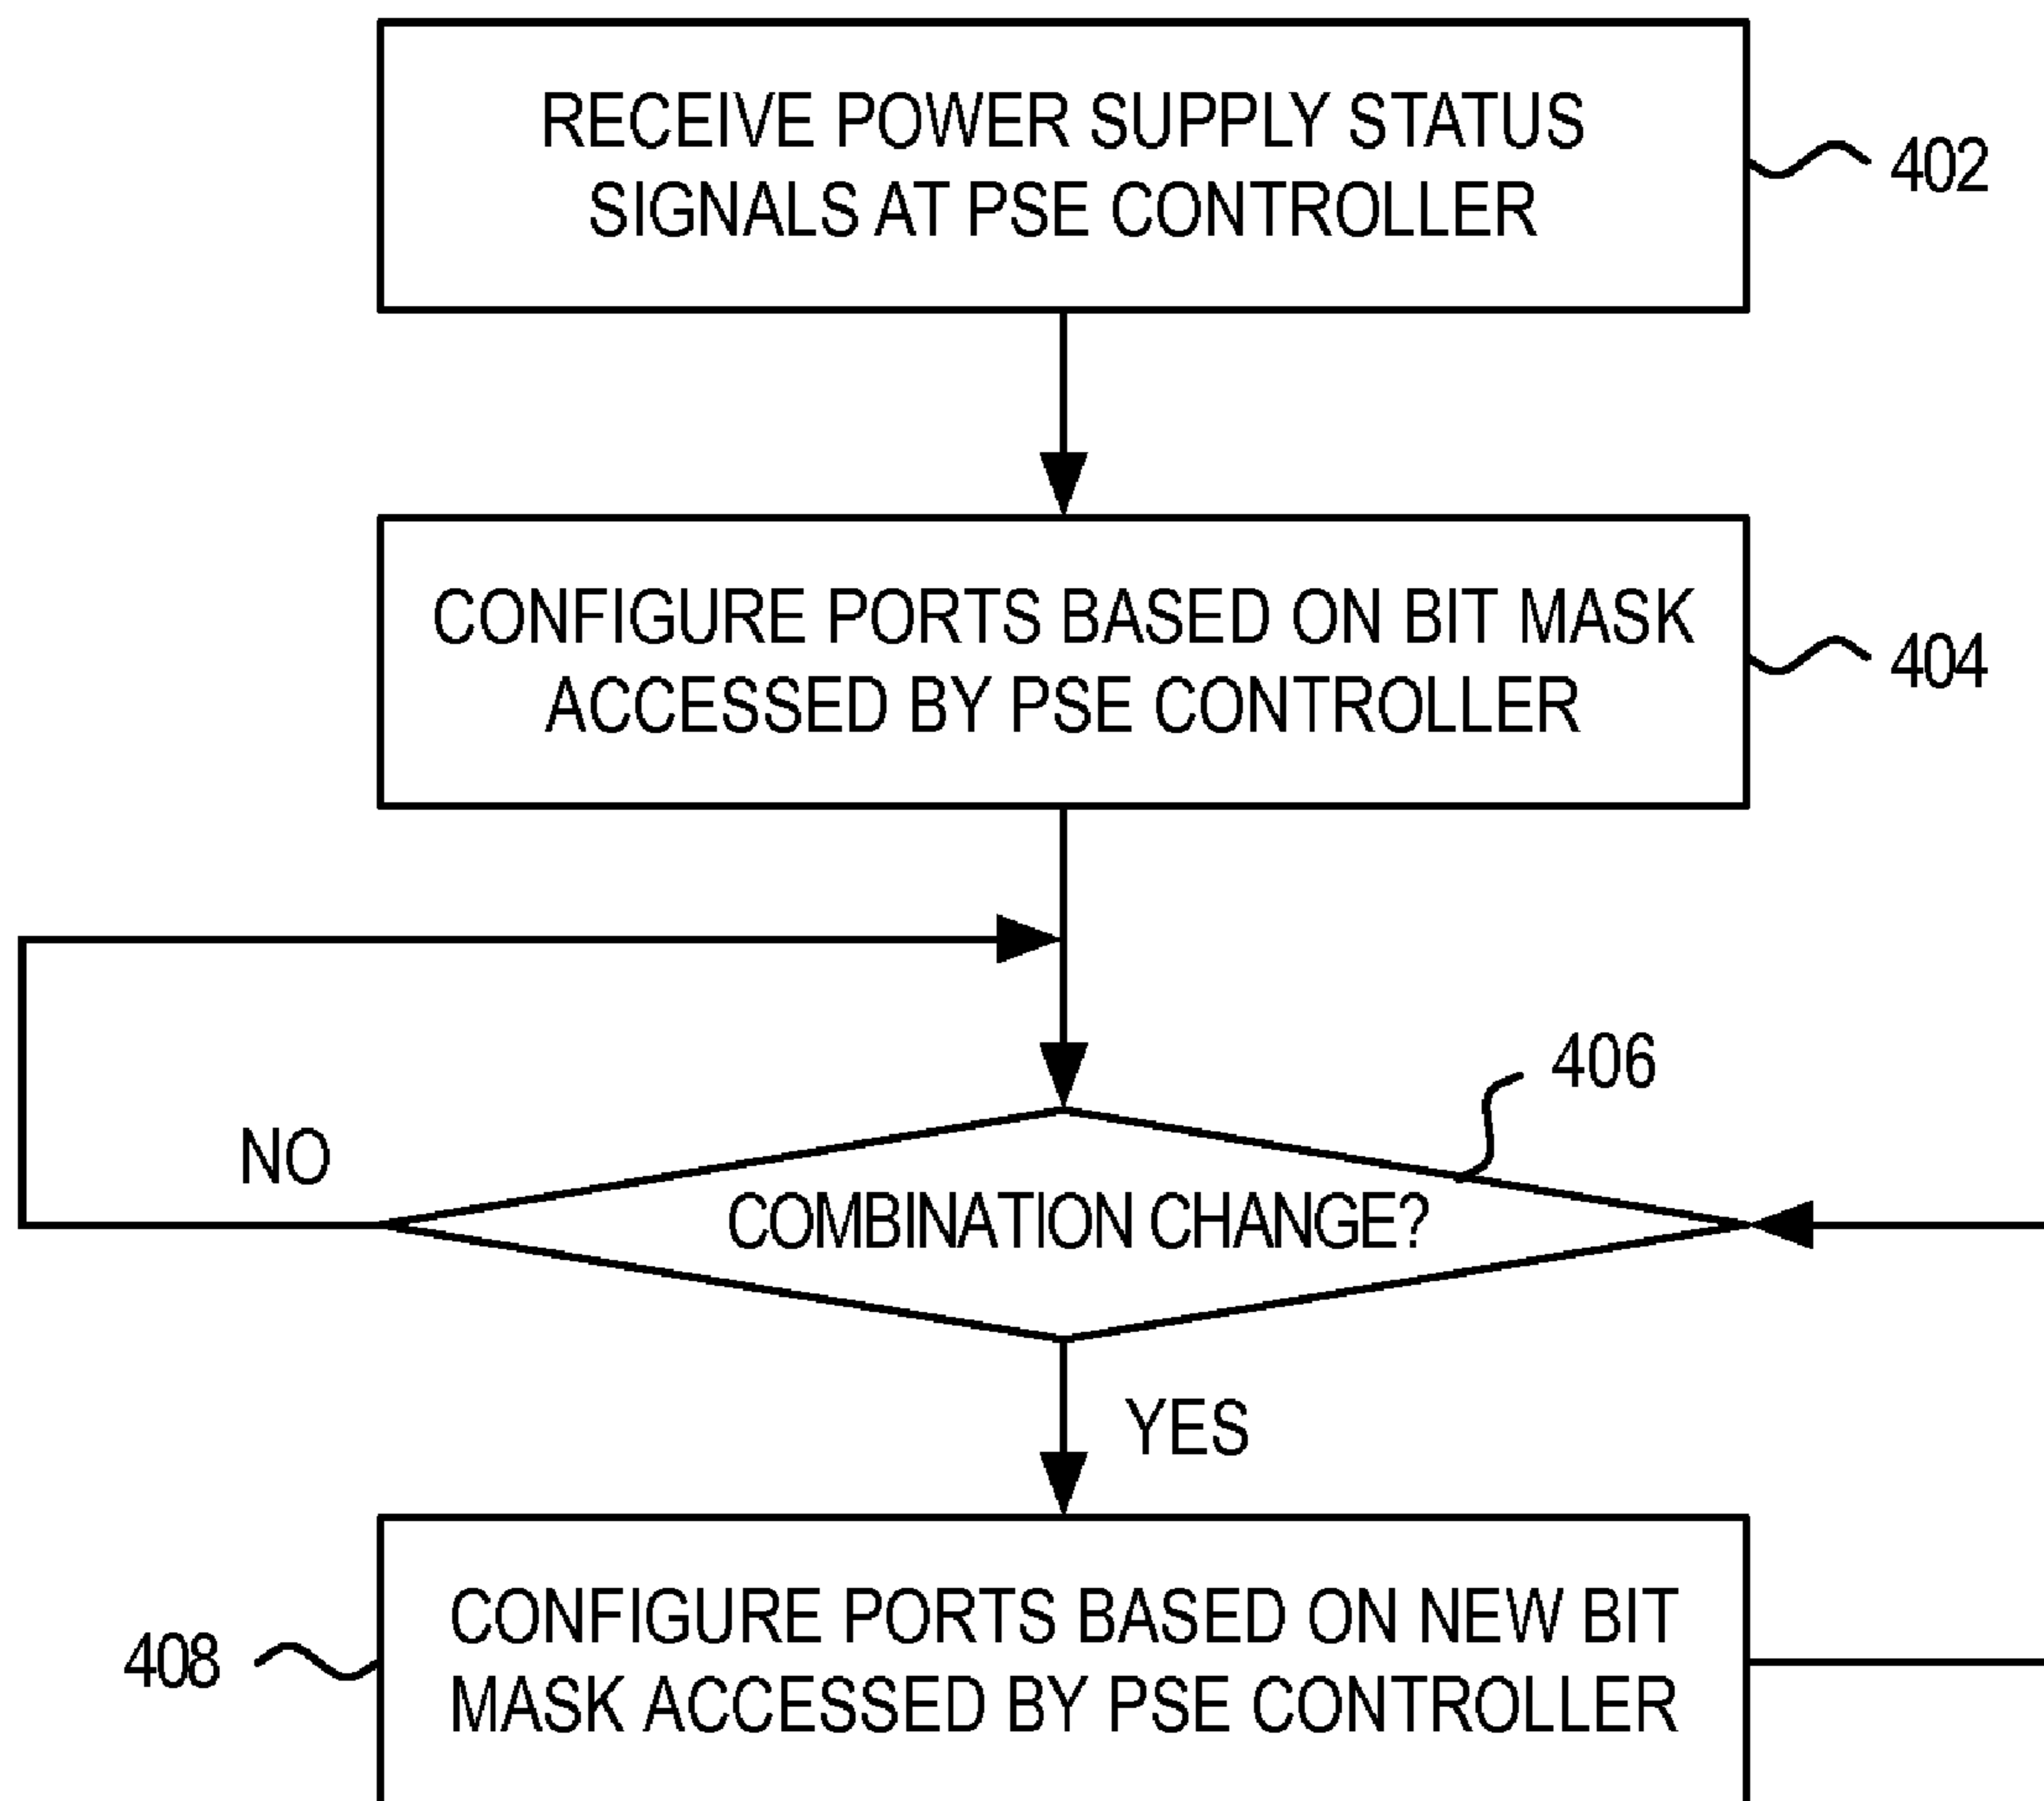 RECEIVE POWER SUPPLY STATUS
SIGNALS AT PSE CONTROLLER
402
CONFIGURE PORTS BASED ON BIT MASK
ACCESSED BY PSE CONTROLLER
404
406
NO
COMBINATION CHANGE?
YES
CONFIGURE PORTS BASED ON NEW BIT
MASK ACCESSED BY PSE CONTROLLER
408